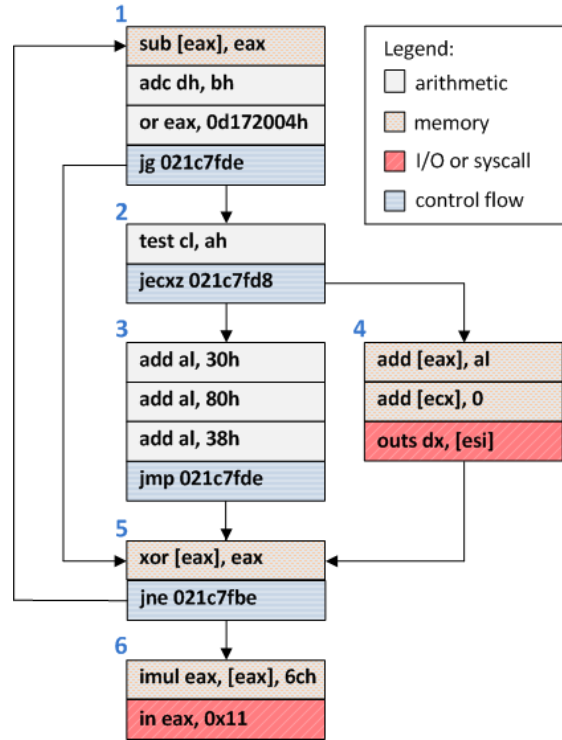 1
sub [eax], eax
adc dh, bh
or eax, 0d172004h
jg 021c7fde
Legend:
arithmetic
memory
I/O or syscall
control flow
2
test cl, ah
jecxz 021c7fd8
3
add al, 30h
add al, 80h
add al, 38h
jmp 021c7fde
4
add [eax], al
add [ecx], 0
outs dx, [esi]
5
xor [eax], eax
jne 021c7fbe
6
imul eax, [eax], 6ch
in eax, 0x11